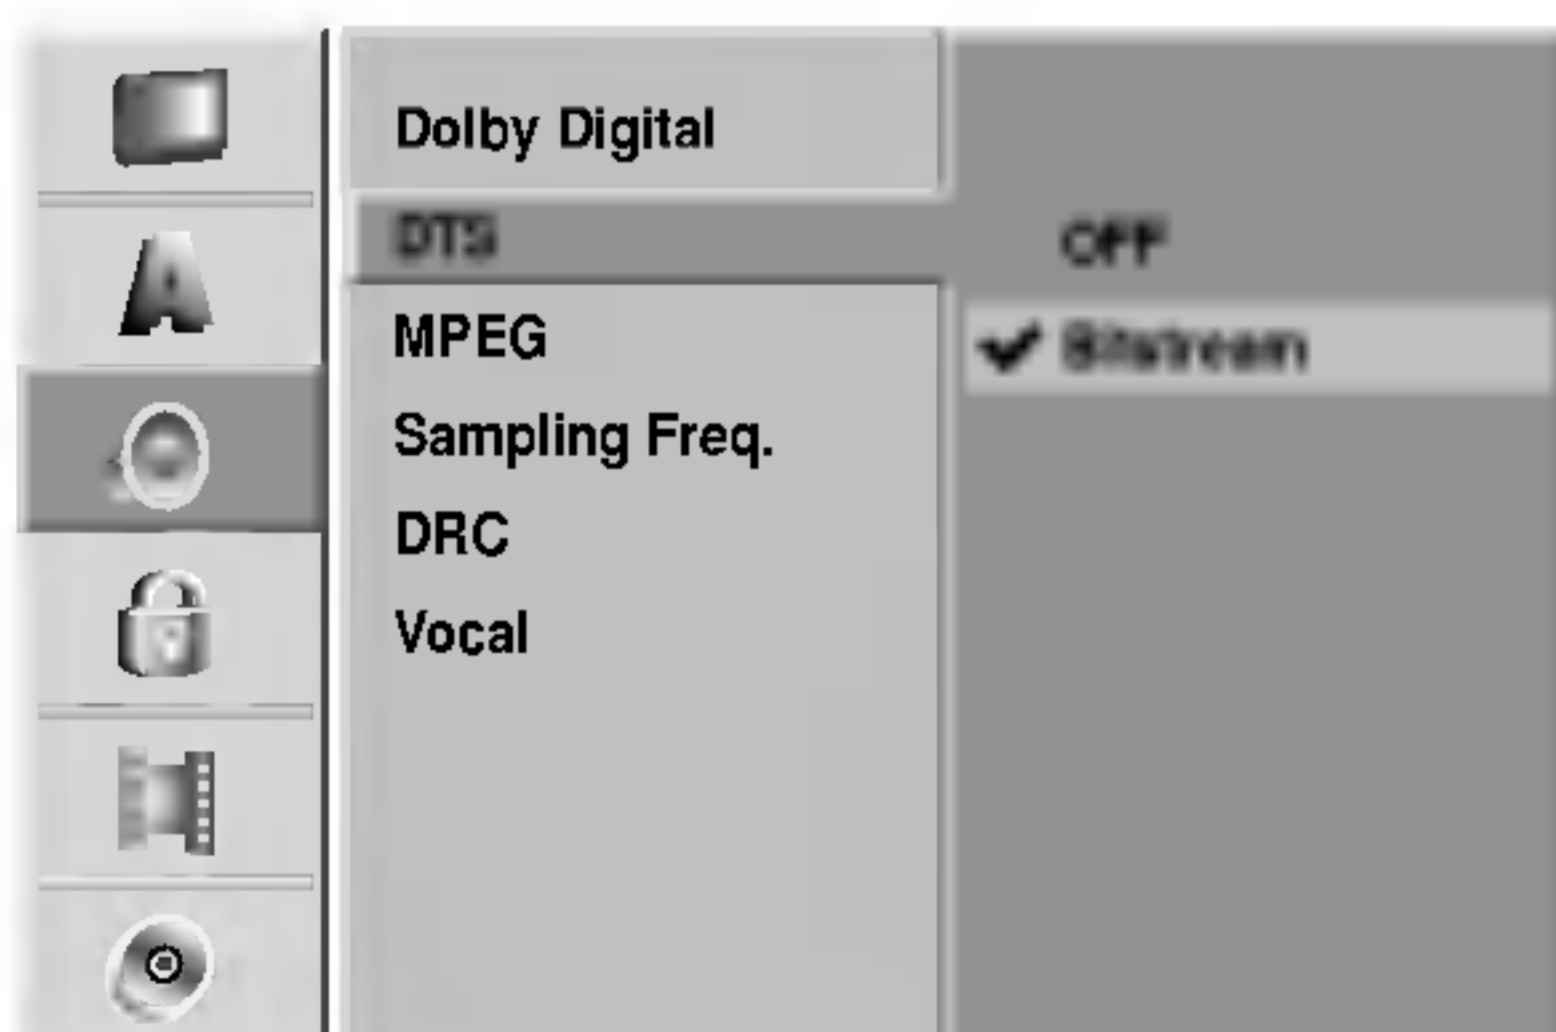 Dolby Digital
DTS
OFF
MPEG
Bitstream
Sampling Freq.
DRC
Vocal